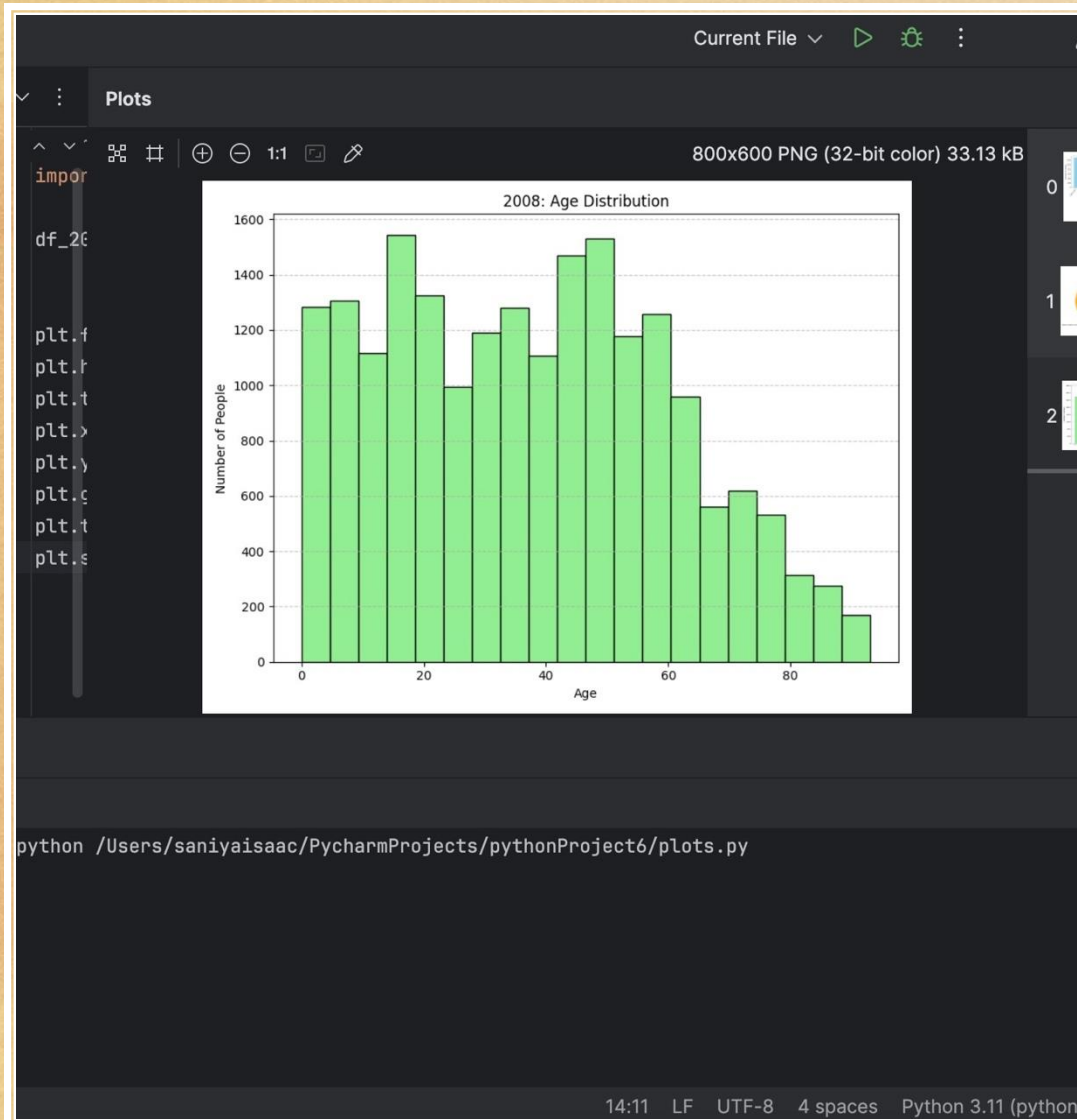 Current File
Plots
1:1
800x600 PNG (32-bit color) 33.13 kB
impor
df_20
plt.f
plt.h
plt.t
plt.x
plt.y
plt.g
plt.t
plt.s
2008: Age Distribution
1600
1400
1200
1000
800
600
400
200
0
Number of People
0 20 40 60 80
Age
0
1
2
python /Users/saniyaisaac/PycharmProjects/pythonProject6/plots.py
14:11 LF UTF-8 4 spaces Python 3.11 (python